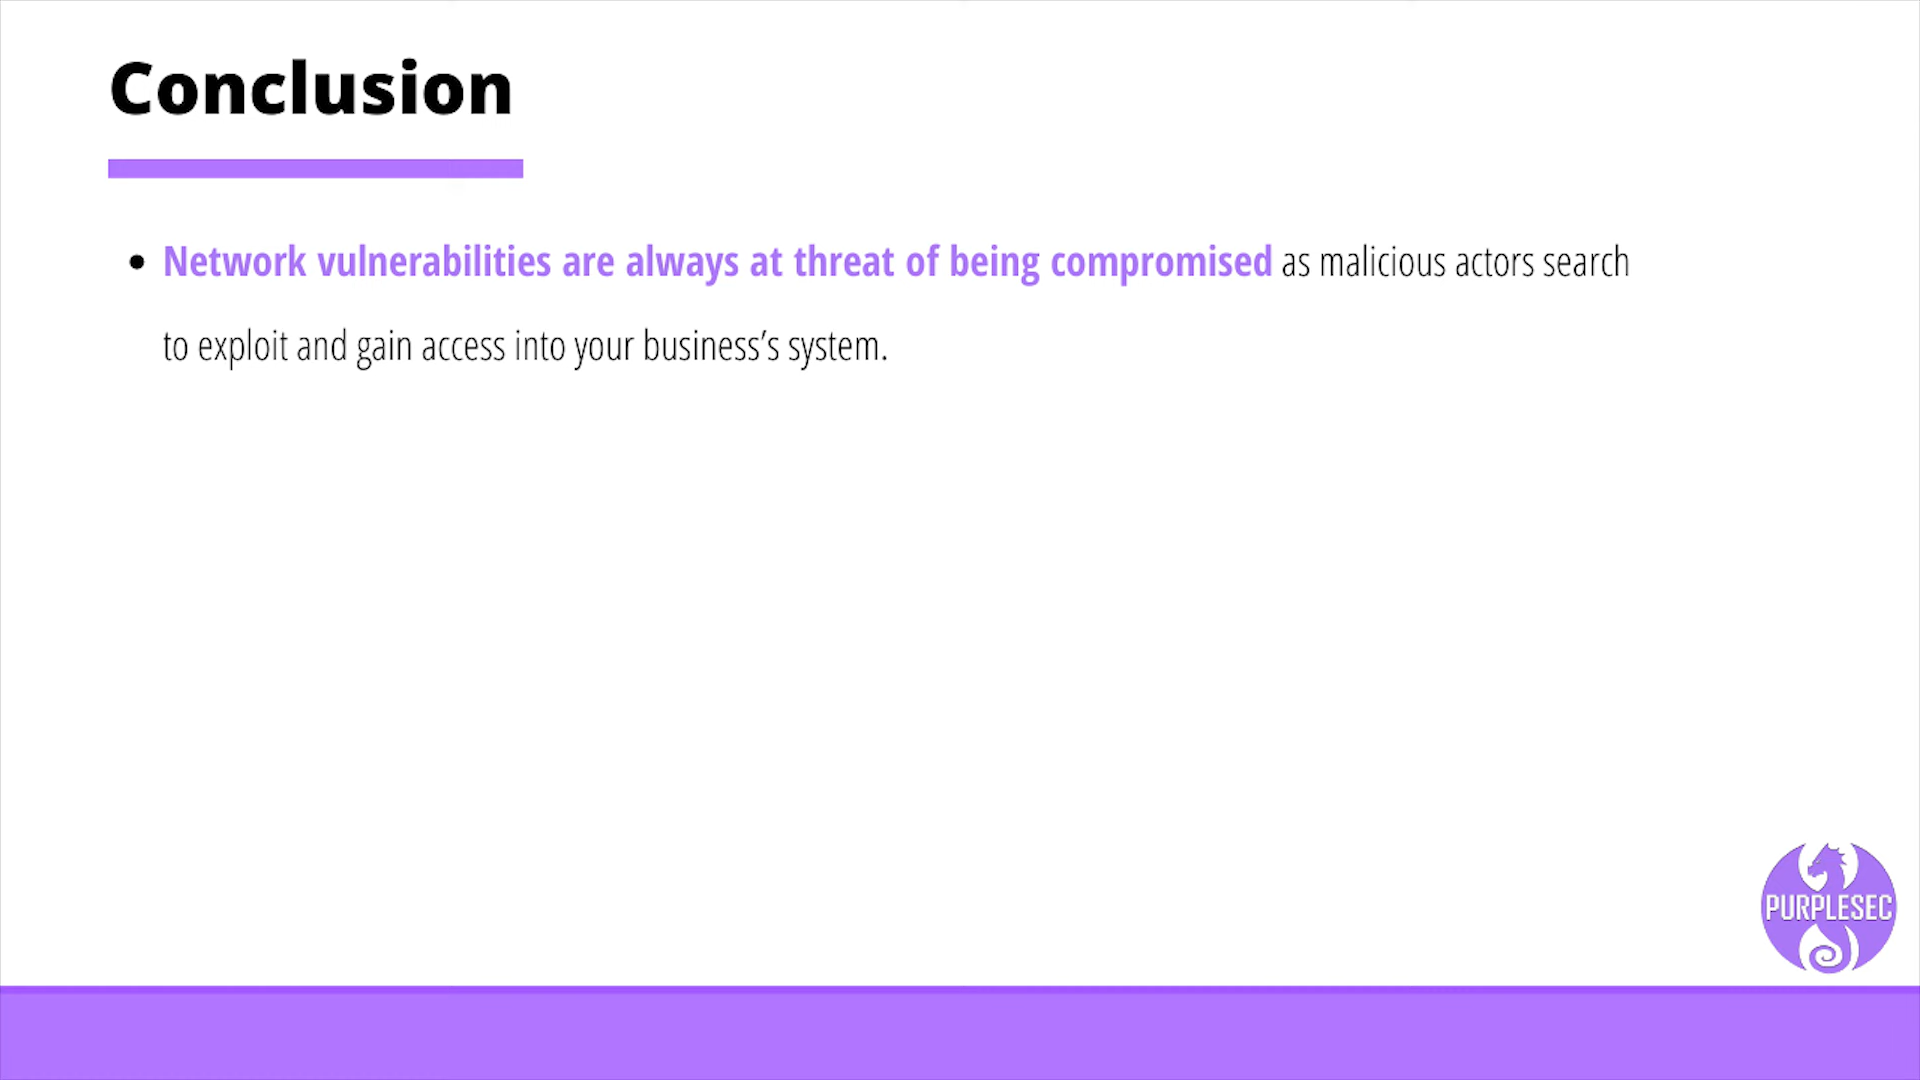 Conclusion
• Network vulnerabilities are always at threat of being compromised as malicious actors search
to exploit and gain access into your business’s system.
PURPLESEC